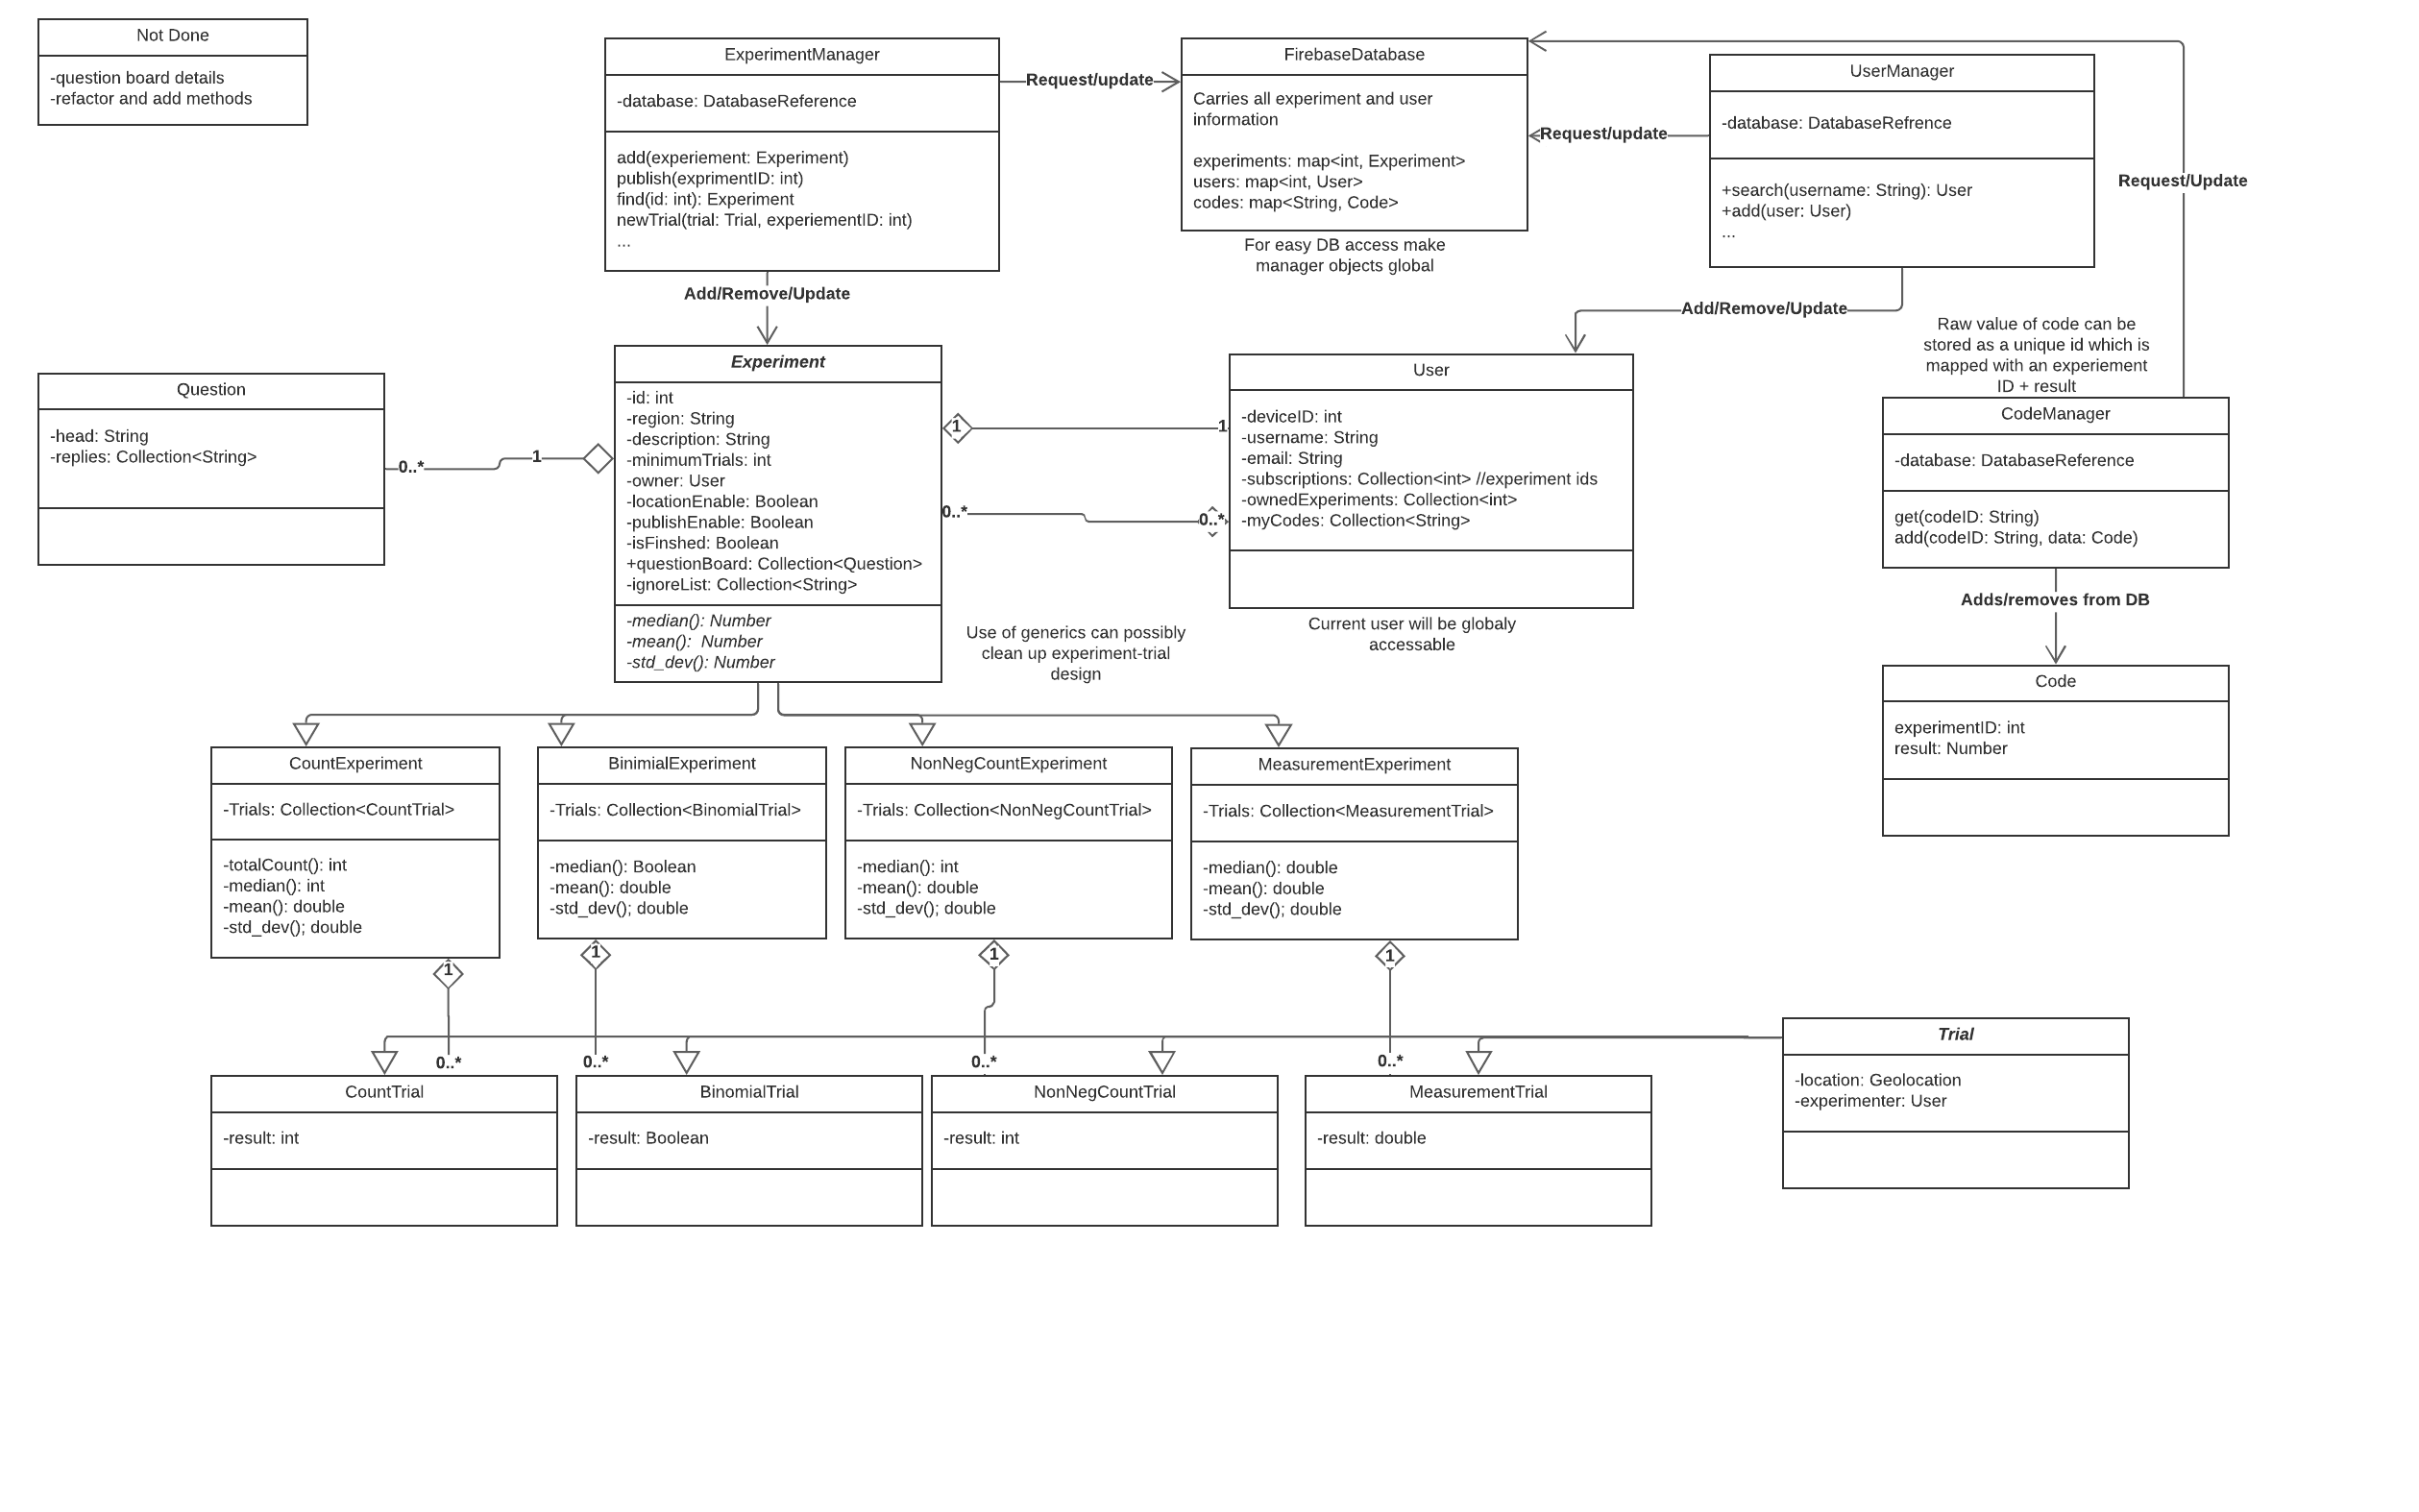 Not Done
-question board details
-refactor and add methods
ExperimentManager
-database: DatabaseReference
add(experiement: Experiment)
publish(exprimentID: int)
find(id: int): Experiment
newTrial(trial: Trial, experiementID: int)
...
Request/update
FirebaseDatabase
Carries all experiment and user
information
experiments: map<int, Experiment>
users: map<int, User>
codes: map<String, Code>
For easy DB access make
manager objects global
Request/update
UserManager
-database: DatabaseRefrence
+search(username: String): User
+add(user: User)
...
Request/Update
Add/Remove/Update
Add/Remove/Update
Raw value of code can be
stored as a unique id which is
mapped with an experiement
ID + result
Question
-head: String
-replies: Collection<String>
0..*
1
Experiment
-id: int
-region: String
-description: String
-minimumTrials: int
-owner: User
-locationEnable: Boolean
-publishEnable: Boolean
-isFinshed: Boolean
+questionBoard: Collection<Question>
-ignoreList: Collection<String>
-median(): Number
-mean():  Number
-std_dev(): Number
1
1
0..*
0..*
User
-deviceID: int
-username: String
-email: String
-subscriptions: Collection<int> //experiment ids
-ownedExperiments: Collection<int>
-myCodes: Collection<String>
Current user will be globaly
accessable
Use of generics can possibly
clean up experiment-trial
design
CodeManager
-database: DatabaseReference
get(codeID: String)
add(codeID: String, data: Code)
Adds/removes from DB
Code
experimentID: int
result: Number
CountExperiment
-Trials: Collection<CountTrial>
-totalCount(): int
-median(): int
-mean(): double
-std_dev(); double
BinimialExperiment
-Trials: Collection<BinomialTrial>
-median(): Boolean
-mean(): double
-std_dev(); double
NonNegCountExperiment
-Trials: Collection<NonNegCountTrial>
-median(): int
-mean(): double
-std_dev(); double
MeasurementExperiment
-Trials: Collection<MeasurementTrial>
-median(): double
-mean(): double
-std_dev(); double
1
1
1
1
0..*
0..*
0..*
0..*
Trial
-location: Geolocation
-experimenter: User
CountTrial
-result: int
BinomialTrial
-result: Boolean
NonNegCountTrial
-result: int
MeasurementTrial
-result: double